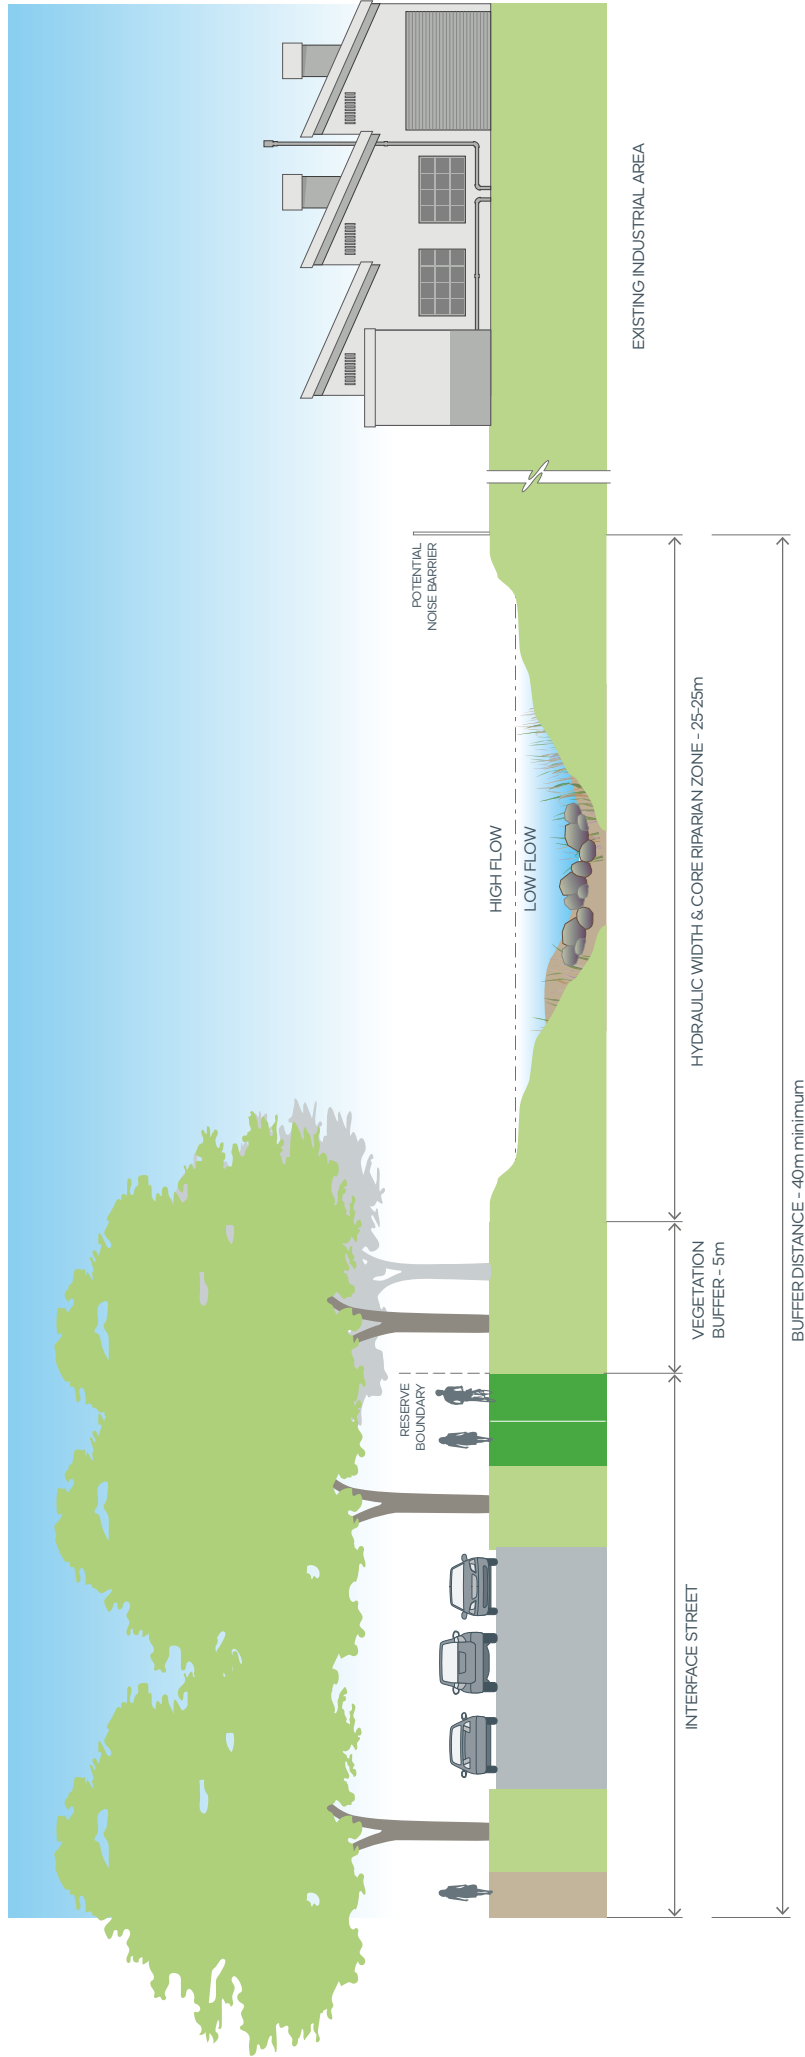 POTENTIAL
NOISE BARRIER
HIGH FLOW
LOW FLOW
RESERVE
BOUNDARY
EXISTING INDUSTRIAL AREA
HYDRAULIC WIDTH & CORE RIPARIAN ZONE - 25-25m
VEGETATION
BUFFER - 5m
INTERFACE STREET
BUFFER DISTANCE - 40m minimum